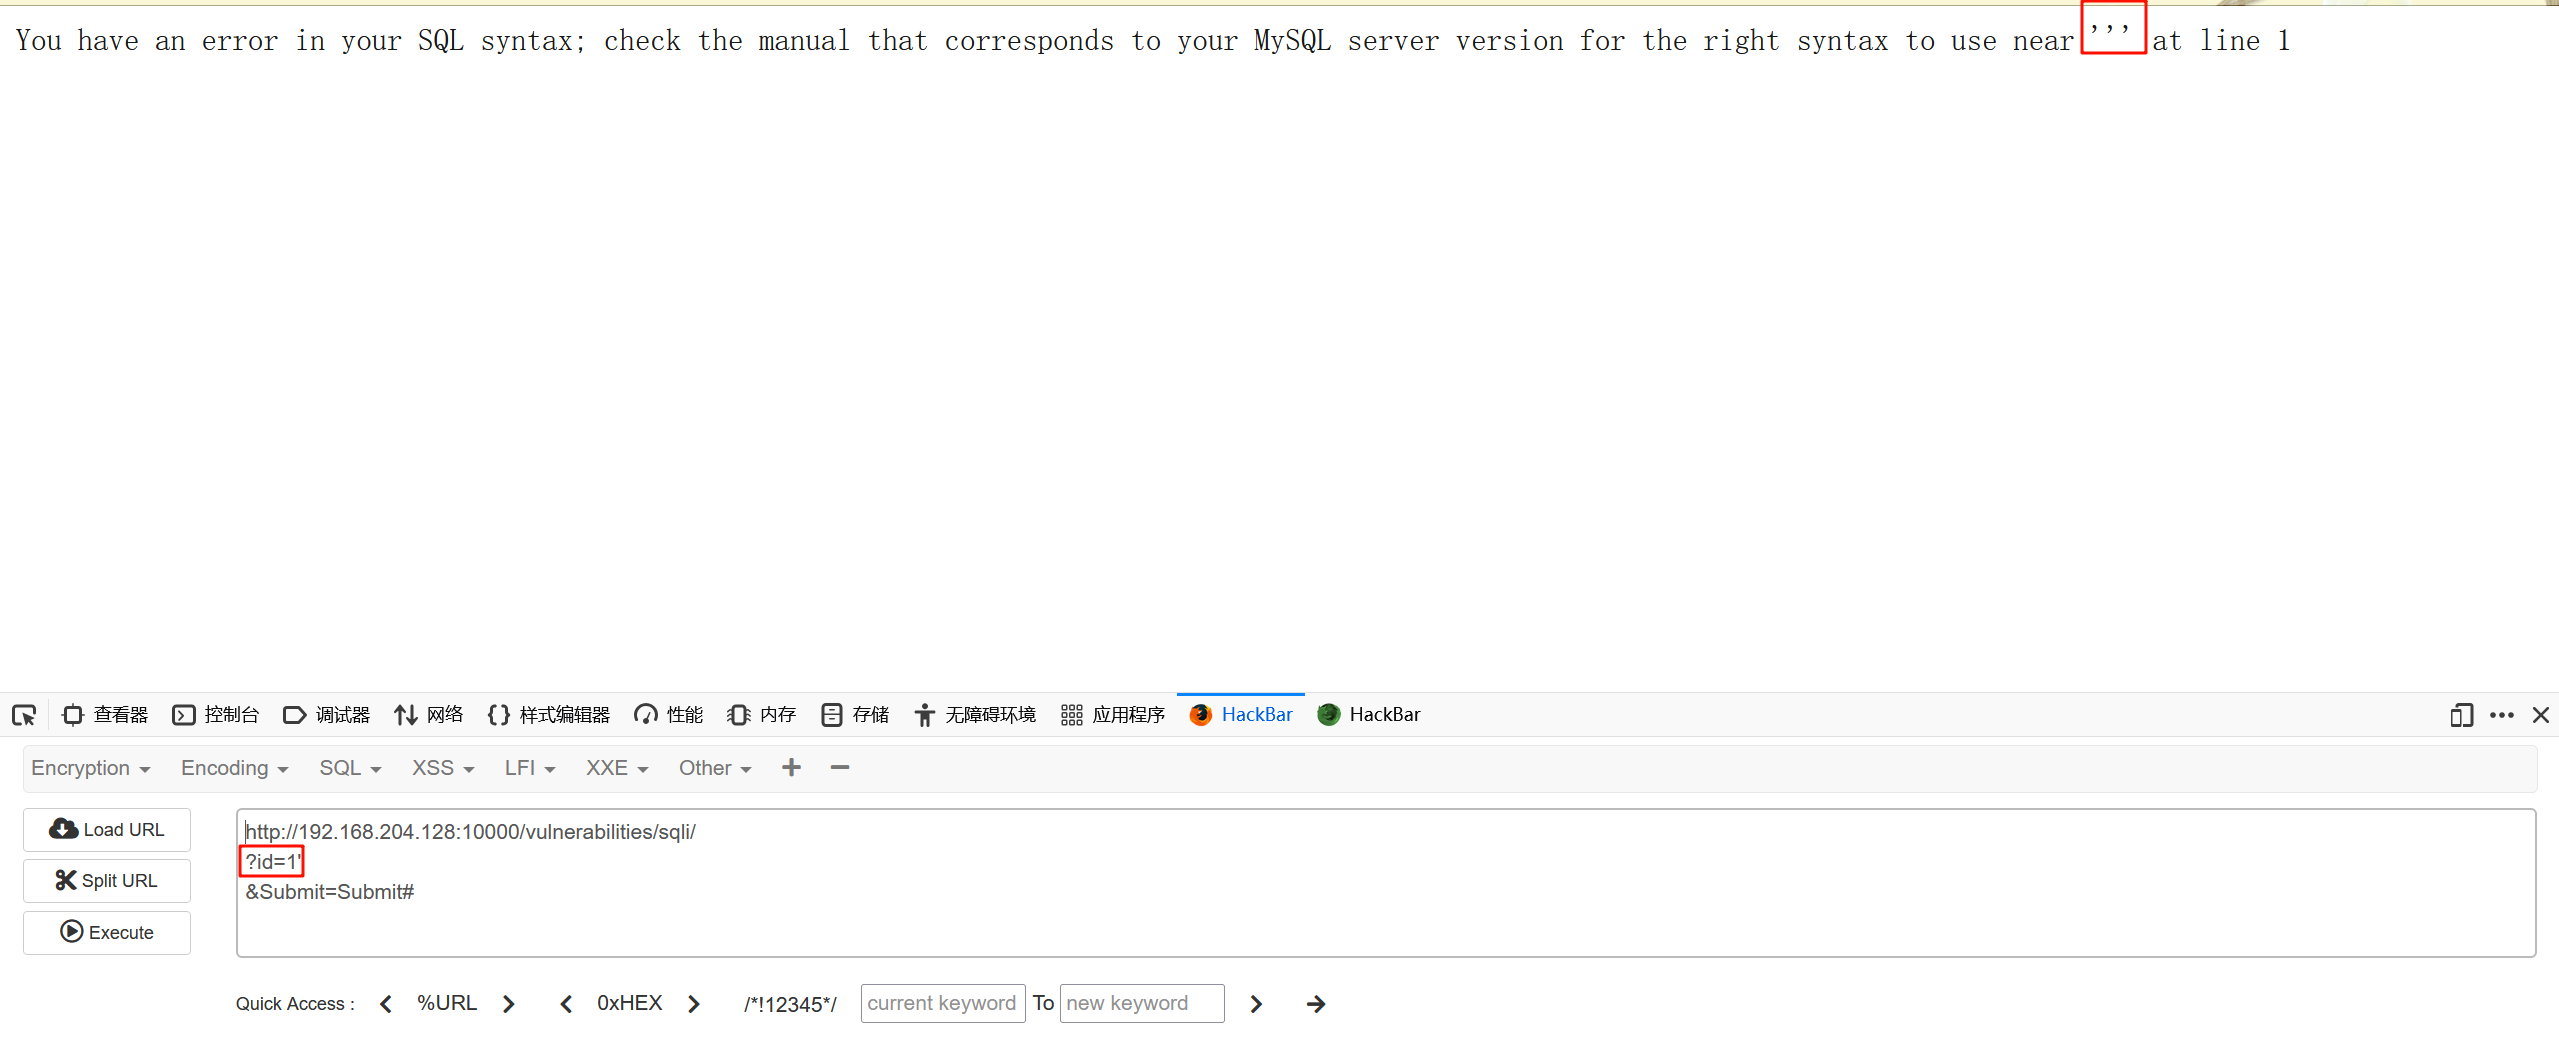 You have an error in your SQL syntax; check the manual that corresponds to your MySQL server version for the right syntax to use near ''' at line 1
查看器 控制台 调试器 网络 样式编辑器 性能 内存 存储 无障碍环境 应用程序 HackBar HackBar
Encryption Encoding SQL XSS LFI XXE Other
Load URL
Split URL
Execute
http://192.168.204.128:10000/vulnerabilities/sqli/
?id=1'
&Submit=Submit#
Quick Access : %URL 0xHEX /*!12345*/ current keyword To new keyword